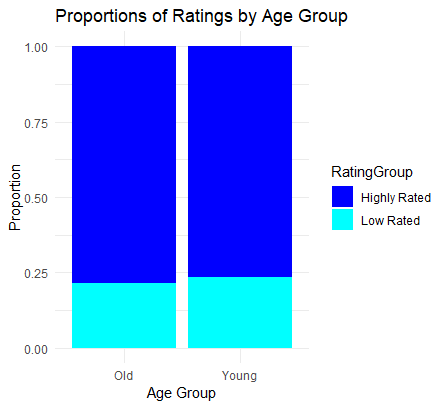 Proportions of Ratings by Age Group
1.00
0.75
0.50
0.25
0.00
Proportion
Old
Young
Age Group
RatingGroup
Highly Rated
Low Rated